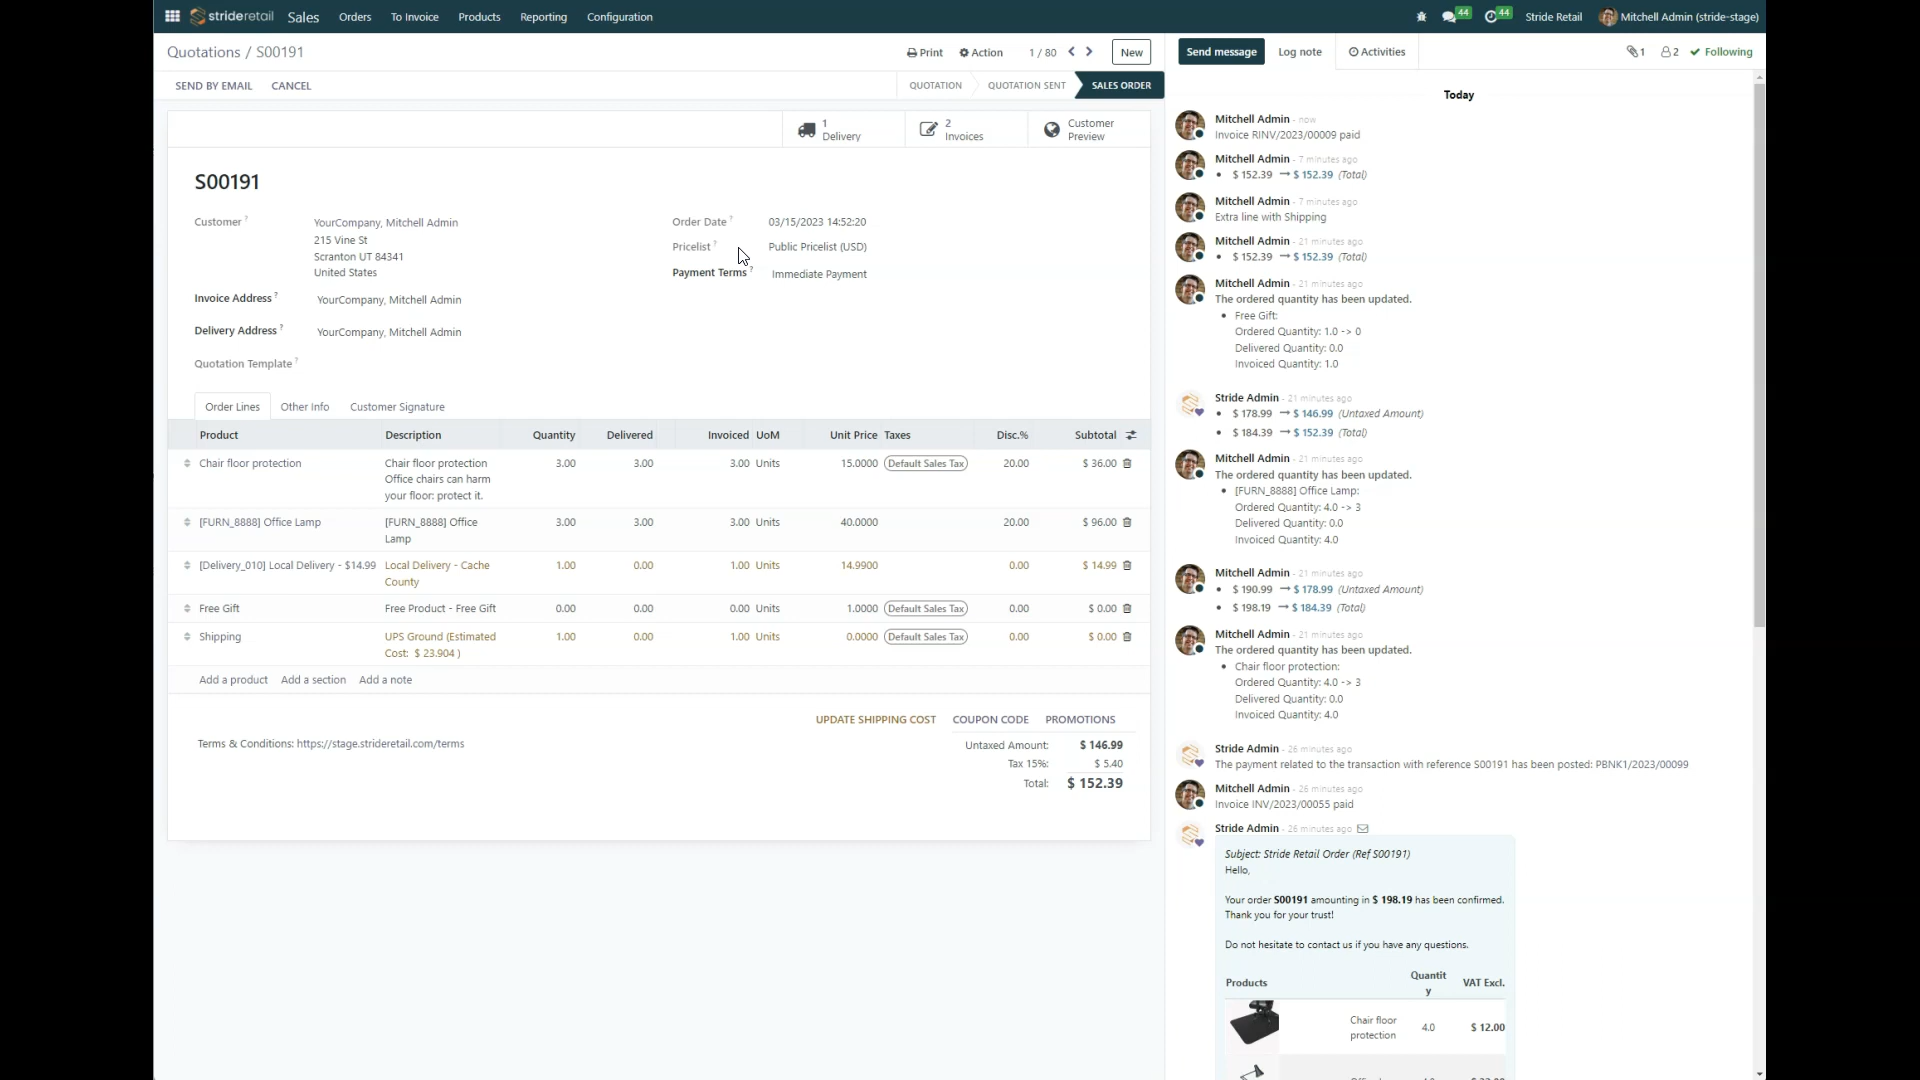 strideretail Sales Orders To Invoice Products Reporting Configuration 44 44 Stride Retail Mitchell Admin (stride-stage)
Quotations / S00191 Print Action 1 / 80 New
SEND BY EMAIL CANCEL QUOTATION QUOTATION SENT SALES ORDER
1 Delivery
2 Invoices
Customer Preview
S00191
Customer ? YourCompany, Mitchell Admin
215 Vine St
Scranton UT 84341
United States
Invoice Address ? YourCompany, Mitchell Admin
Delivery Address ? YourCompany, Mitchell Admin
Quotation Template ?
Order Date ? 03/15/2023 14:52:20
Pricelist ? Public Pricelist (USD)
Payment Terms ? Immediate Payment
Order Lines Other Info Customer Signature
Product Description Quantity Delivered Invoiced UoM Unit Price Taxes Disc.% Subtotal
Chair floor protection Chair floor protection 3.00 3.00 3.00 Units 15.0000 Default Sales Tax 20.00 $ 36.00
Office chairs can harm
your floor: protect it.
[FURN_8888] Office Lamp [FURN_8888] Office 3.00 3.00 3.00 Units 40.0000 20.00 $ 96.00
Lamp
[Delivery_010] Local Delivery - $14.99 Local Delivery - Cache 1.00 0.00 1.00 Units 14.9900 0.00 $ 14.99
County
Free Gift Free Product - Free Gift 0.00 0.00 0.00 Units 1.0000 Default Sales Tax 0.00 $ 0.00
Shipping UPS Ground (Estimated 1.00 0.00 1.00 Units 0.0000 Default Sales Tax 0.00 $ 0.00
Cost: $ 23.904 )
Add a product Add a section Add a note
UPDATE SHIPPING COST COUPON CODE PROMOTIONS
Terms & Conditions: https://stage.strideretail.com/terms
Untaxed Amount: $ 146.99
Tax 15%: $ 5.40
Total: $ 152.39
Send message Log note Activities 1 2 Following
Today
Mitchell Admin - now
Invoice RINV/2023/00009 paid
Mitchell Admin - 7 minutes ago
• $ 152.39 → $ 152.39 (Total)
Mitchell Admin - 7 minutes ago
Extra line with Shipping
Mitchell Admin - 21 minutes ago
• $ 152.39 → $ 152.39 (Total)
Mitchell Admin - 21 minutes ago
The ordered quantity has been updated.
• Free Gift:
Ordered Quantity: 1.0 -> 0
Delivered Quantity: 0.0
Invoiced Quantity: 1.0
Stride Admin - 21 minutes ago
• $ 178.99 → $ 146.99 (Untaxed Amount)
• $ 184.39 → $ 152.39 (Total)
Mitchell Admin - 21 minutes ago
The ordered quantity has been updated.
• [FURN_8888] Office Lamp:
Ordered Quantity: 4.0 -> 3
Delivered Quantity: 0.0
Invoiced Quantity: 4.0
Mitchell Admin - 21 minutes ago
• $ 190.99 → $ 178.99 (Untaxed Amount)
• $ 198.19 → $ 184.39 (Total)
Mitchell Admin - 21 minutes ago
The ordered quantity has been updated.
• Chair floor protection:
Ordered Quantity: 4.0 -> 3
Delivered Quantity: 0.0
Invoiced Quantity: 4.0
Stride Admin - 26 minutes ago
The payment related to the transaction with reference S00191 has been posted: PBNK1/2023/00099
Mitchell Admin - 26 minutes ago
Invoice INV/2023/00055 paid
Stride Admin - 26 minutes ago
Subject: Stride Retail Order (Ref S00191)
Hello,
Your order S00191 amounting in $ 198.19 has been confirmed.
Thank you for your trust!
Do not hesitate to contact us if you have any questions.
Products Quantit
y VAT Excl.
Chair floor
protection 4.0 $ 12.00